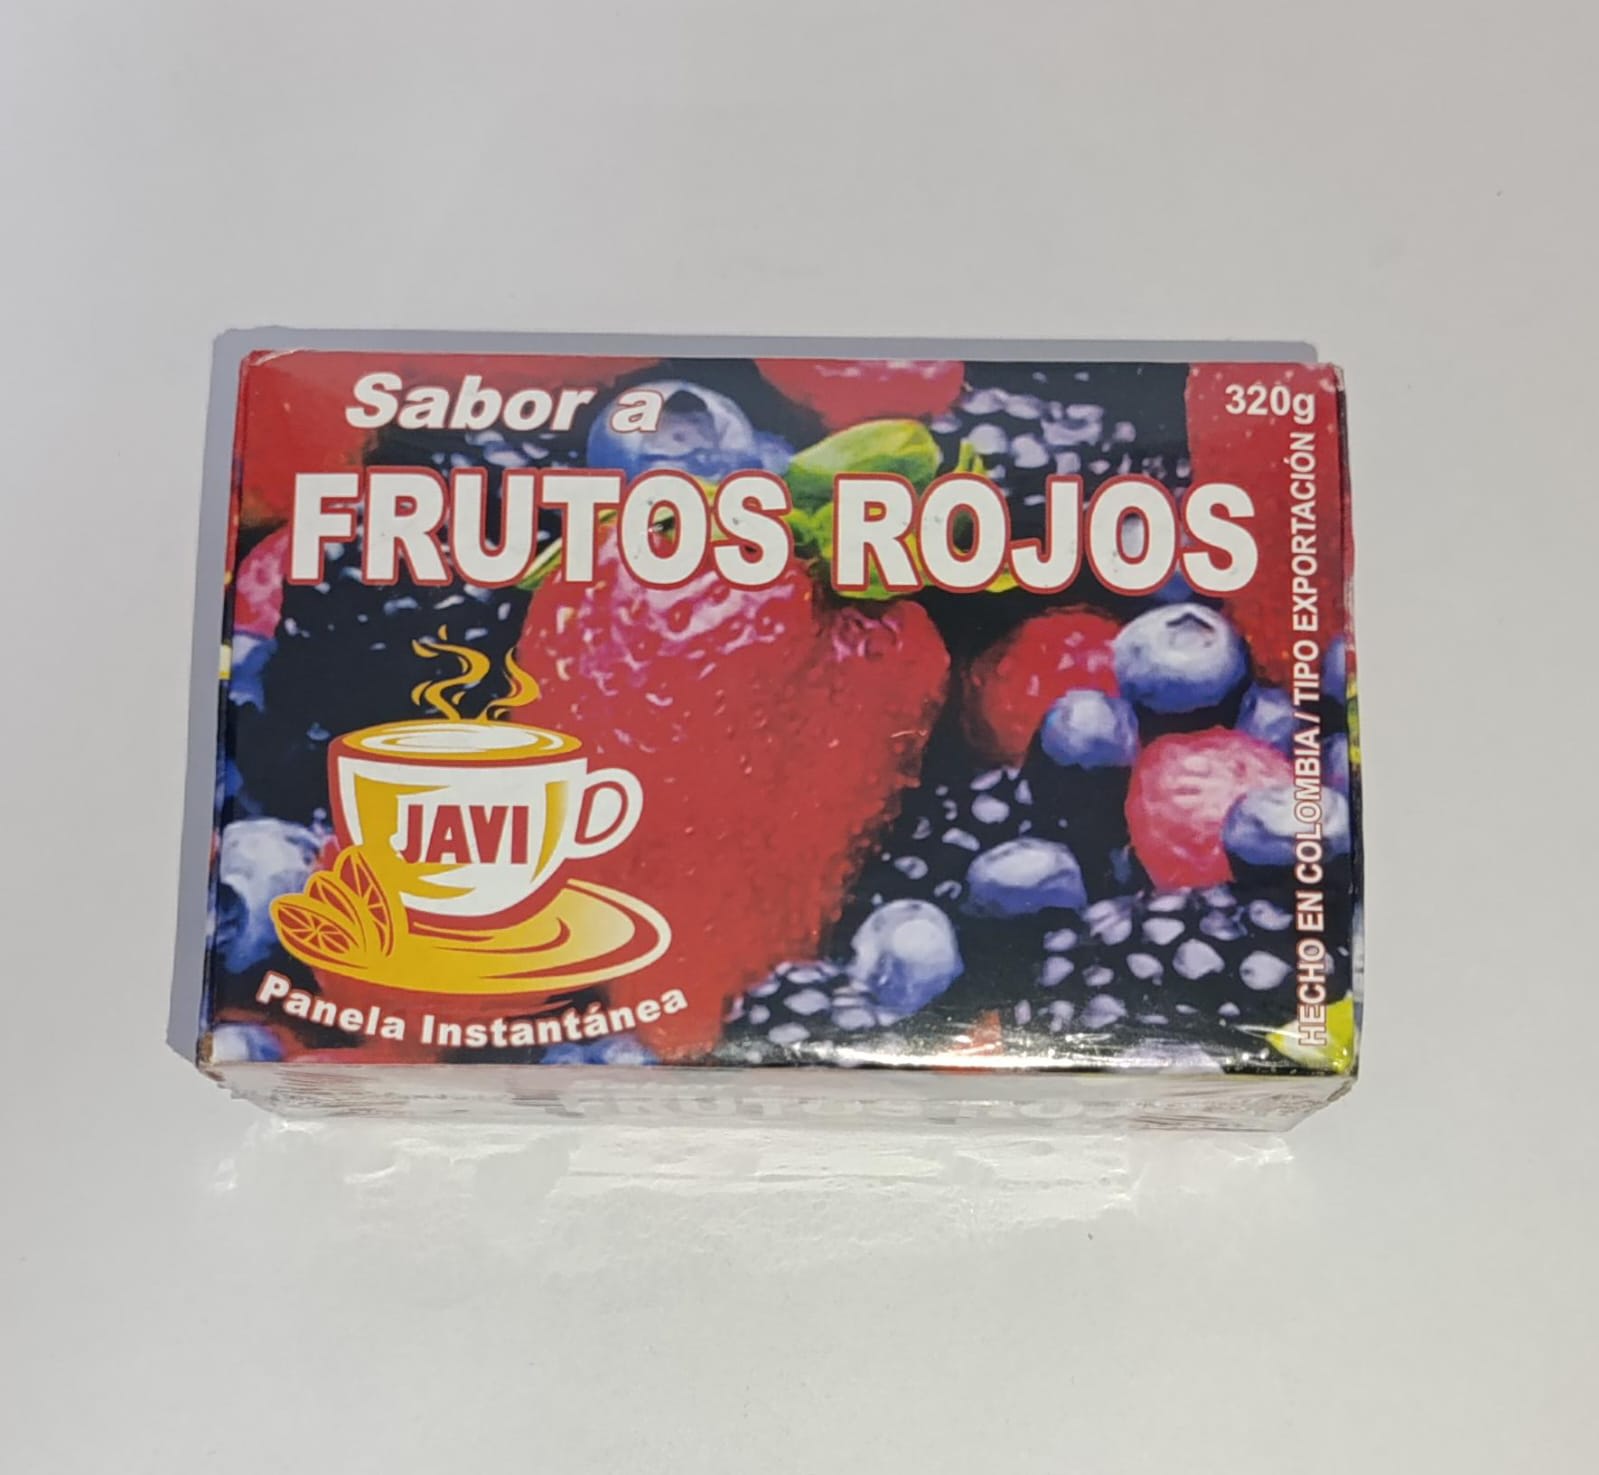 Sabor a
320g
FRUTOS ROJOS
JAVI
Panela Instantánea
HECHO EN COLOMBIA / TIPO EXPORTACIÓN